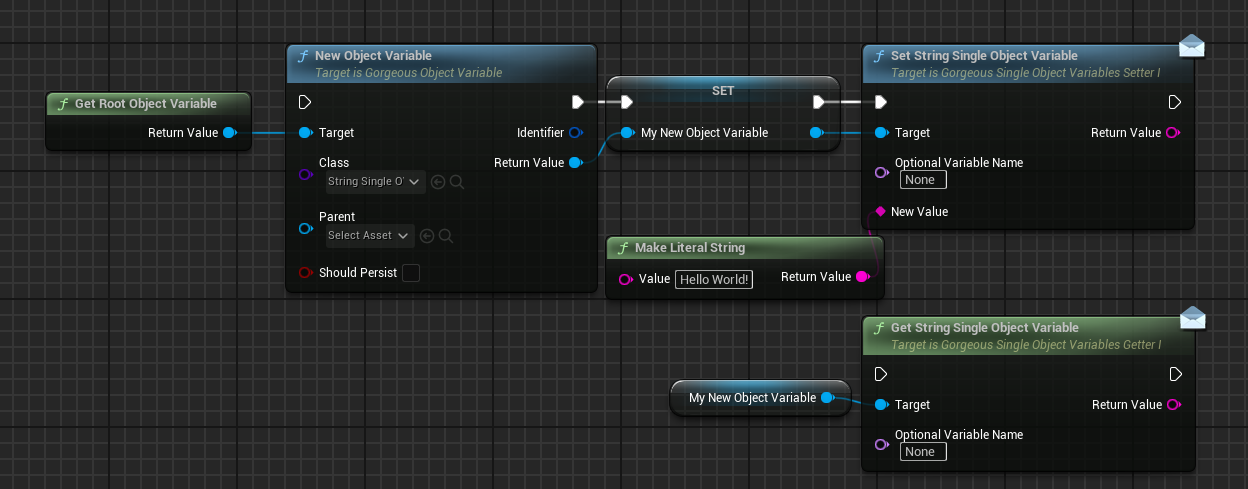 Get Root Object Variable
Return Value
New Object Variable
Target is Gorgeous Object Variable
Target
Identifier
Class
Return Value
String Single O'
Parent
Select Asset
Should Persist
SET
My New Object Variable
Set String Single Object Variable
Target is Gorgeous Single Object Variables Setter I
Target
Return Value
Optional Variable Name
None
New Value
Make Literal String
Value
Hello World!
Return Value
Get String Single Object Variable
Target is Gorgeous Single Object Variables Getter I
My New Object Variable
Target
Return Value
Optional Variable Name
None